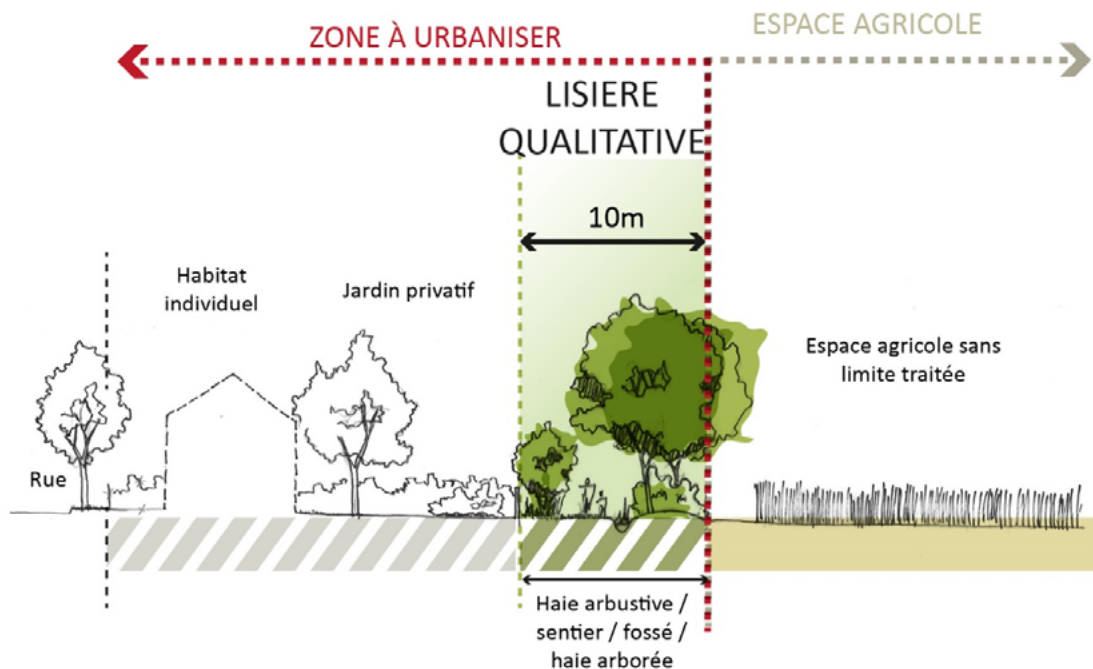 ZONE À URBANISER
ESPACE AGRICOLE
LISIERE
QUALITATIVE
10m
Habitat
individuel
Jardin privatif
Espace agricole sans
limite traitée
Rue
Haie arbustive /
sentier / fossé /
haie arborée